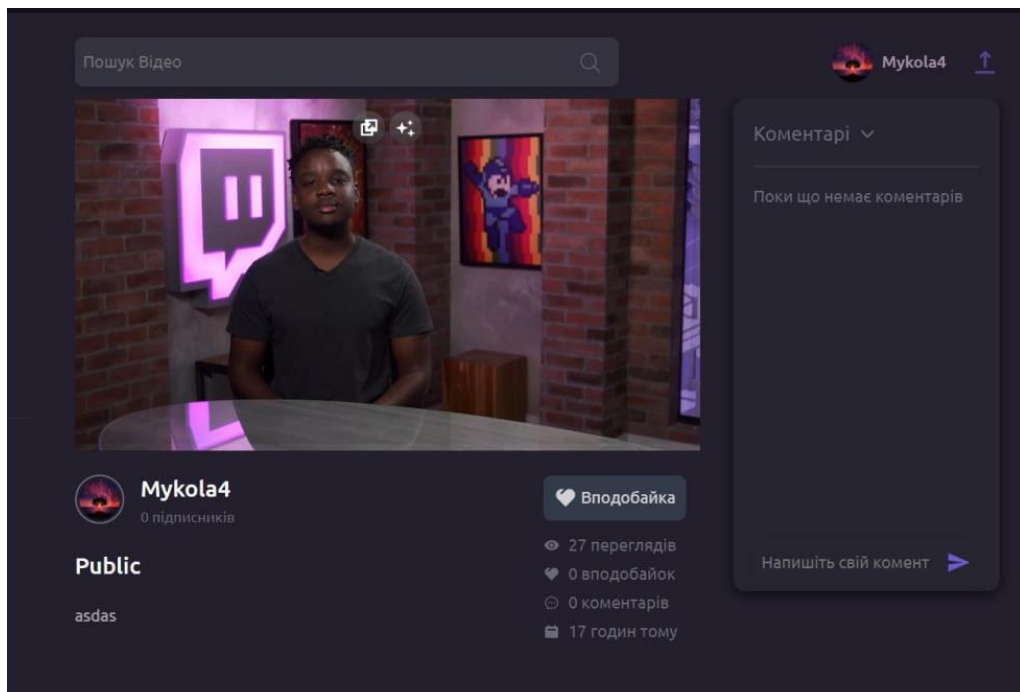 Пошук Відео
Mykola4
Коментарі
Поки що немає коментарів
Mykola4
0 підписників
Вподобайка
Public
27 переглядів
0 вподобайок
asdas
0 коментарів
17 годин тому
Напишіть свій комент